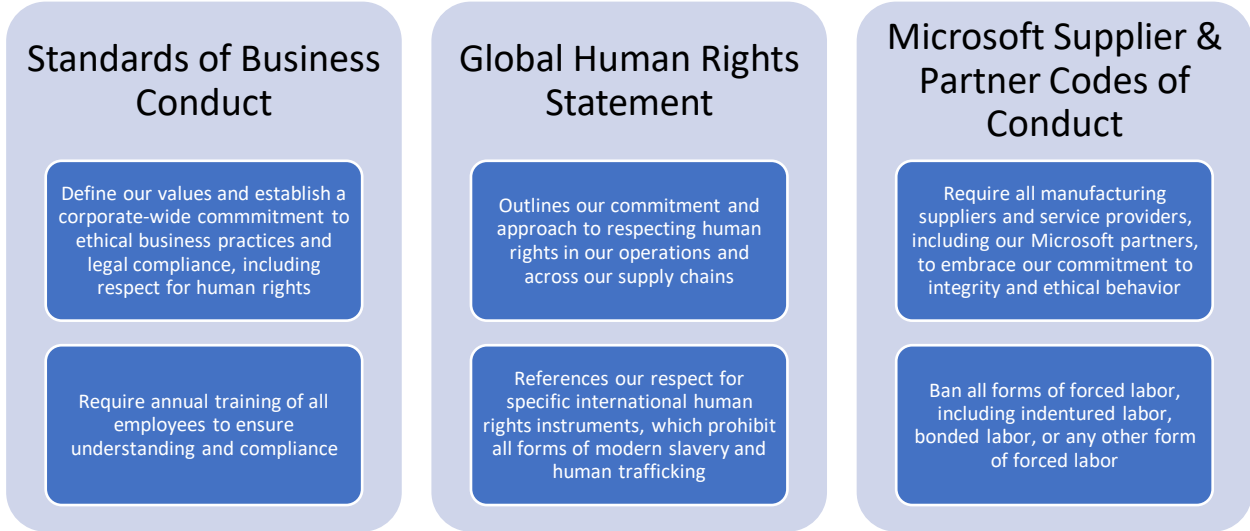 Standards of Business
Conduct
Define our values and establish a
corporate-wide commmitment to
ethical business practices and
legal compliance, including
respect for human rights
Require annual training of all
employees to ensure
understanding and compliance
Global Human Rights
Statement
Outlines our commitment and
approach to respecting human
rights in our operations and
across our supply chains
References our respect for
specific international human
rights instruments, which prohibit
all forms of modern slavery and
human trafficking
Microsoft Supplier &
Partner Codes of
Conduct
Require all manufacturing
suppliers and service providers,
including our Microsoft partners,
to embrace our commitment to
integrity and ethical behavior
Ban all forms of forced labor,
including indentured labor,
bonded labor, or any other form
of forced labor